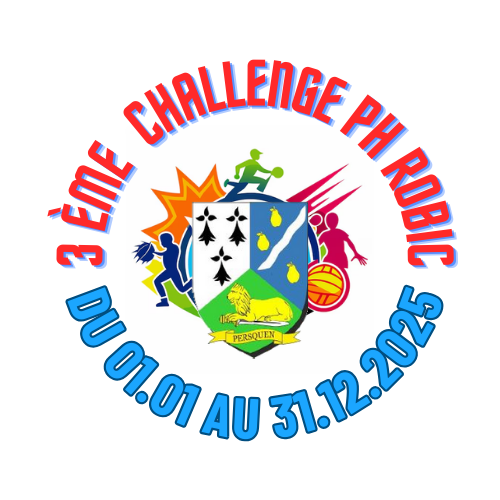 3 ÈME CHALLENGE PH ROBIC
PERSQUEN
DU 01.01 AU 31.12.2025